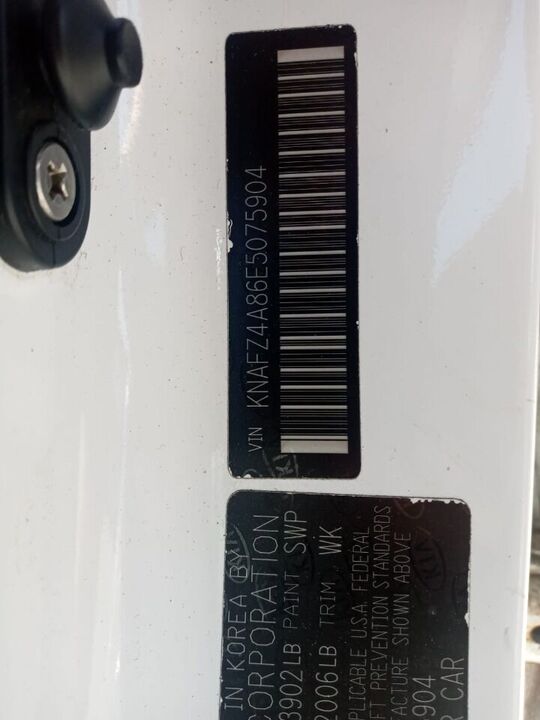 VIN KNAFZ4A86E5075904
IN KOREA BY
CORPORATION
3902LB PAINT SWP
2006LB TRIM WK
PLICABLE U.S.A. FEDERAL
FT PREVENTION STANDARDS
FACTURE SHOWN ABOVE
904
CAR